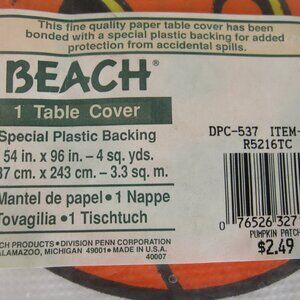 This fine quality paper table cover has been
bonded with a special plastic backing for added
protection from accidental spills.
BEACH®
1 Table Cover
Special Plastic Backing
54 in. x 96 in. – 4 sq. yds.
37 cm. x 243 cm. – 3.3 sq. m.
Mantel de papel • 1 Nappe
Tovaglia • 1 Tischtuch
CH PRODUCTS • DIVISION PENN CORPORATION
ALAMAZOO, MICHIGAN 49001 • MADE IN U.S.A.
40007
DPC-537 ITEM-
R5216TC
0 76526 327
PUMPKIN PATCH
$2.49